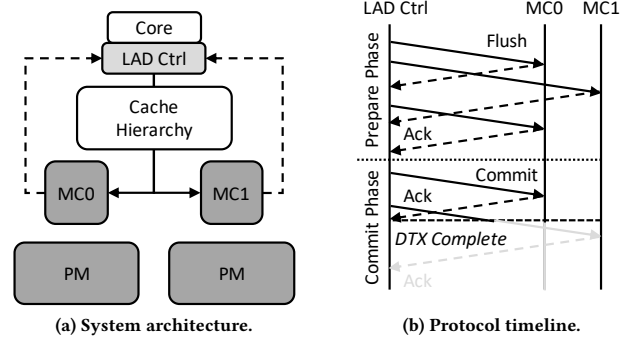 Core
LAD Ctrl
Cache
Hierarchy
MC0
MC1
PM
PM
(a) System architecture.
LAD Ctrl
MC0
MC1
Prepare Phase
Flush
Ack
Commit Phase
Commit
Ack
DTX Complete
Ack
(b) Protocol timeline.